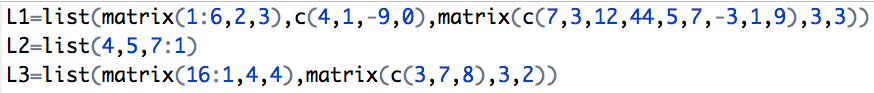 L1=list(matrix(1:6,2,3),c(4,1,-9,0),matrix(c(7,3,12,44,5,7,-3,1,9),3,3))
L2=list(4,5,7:1)
L3=list(matrix(16:1,4,4),matrix(c(3,7,8),3,2))